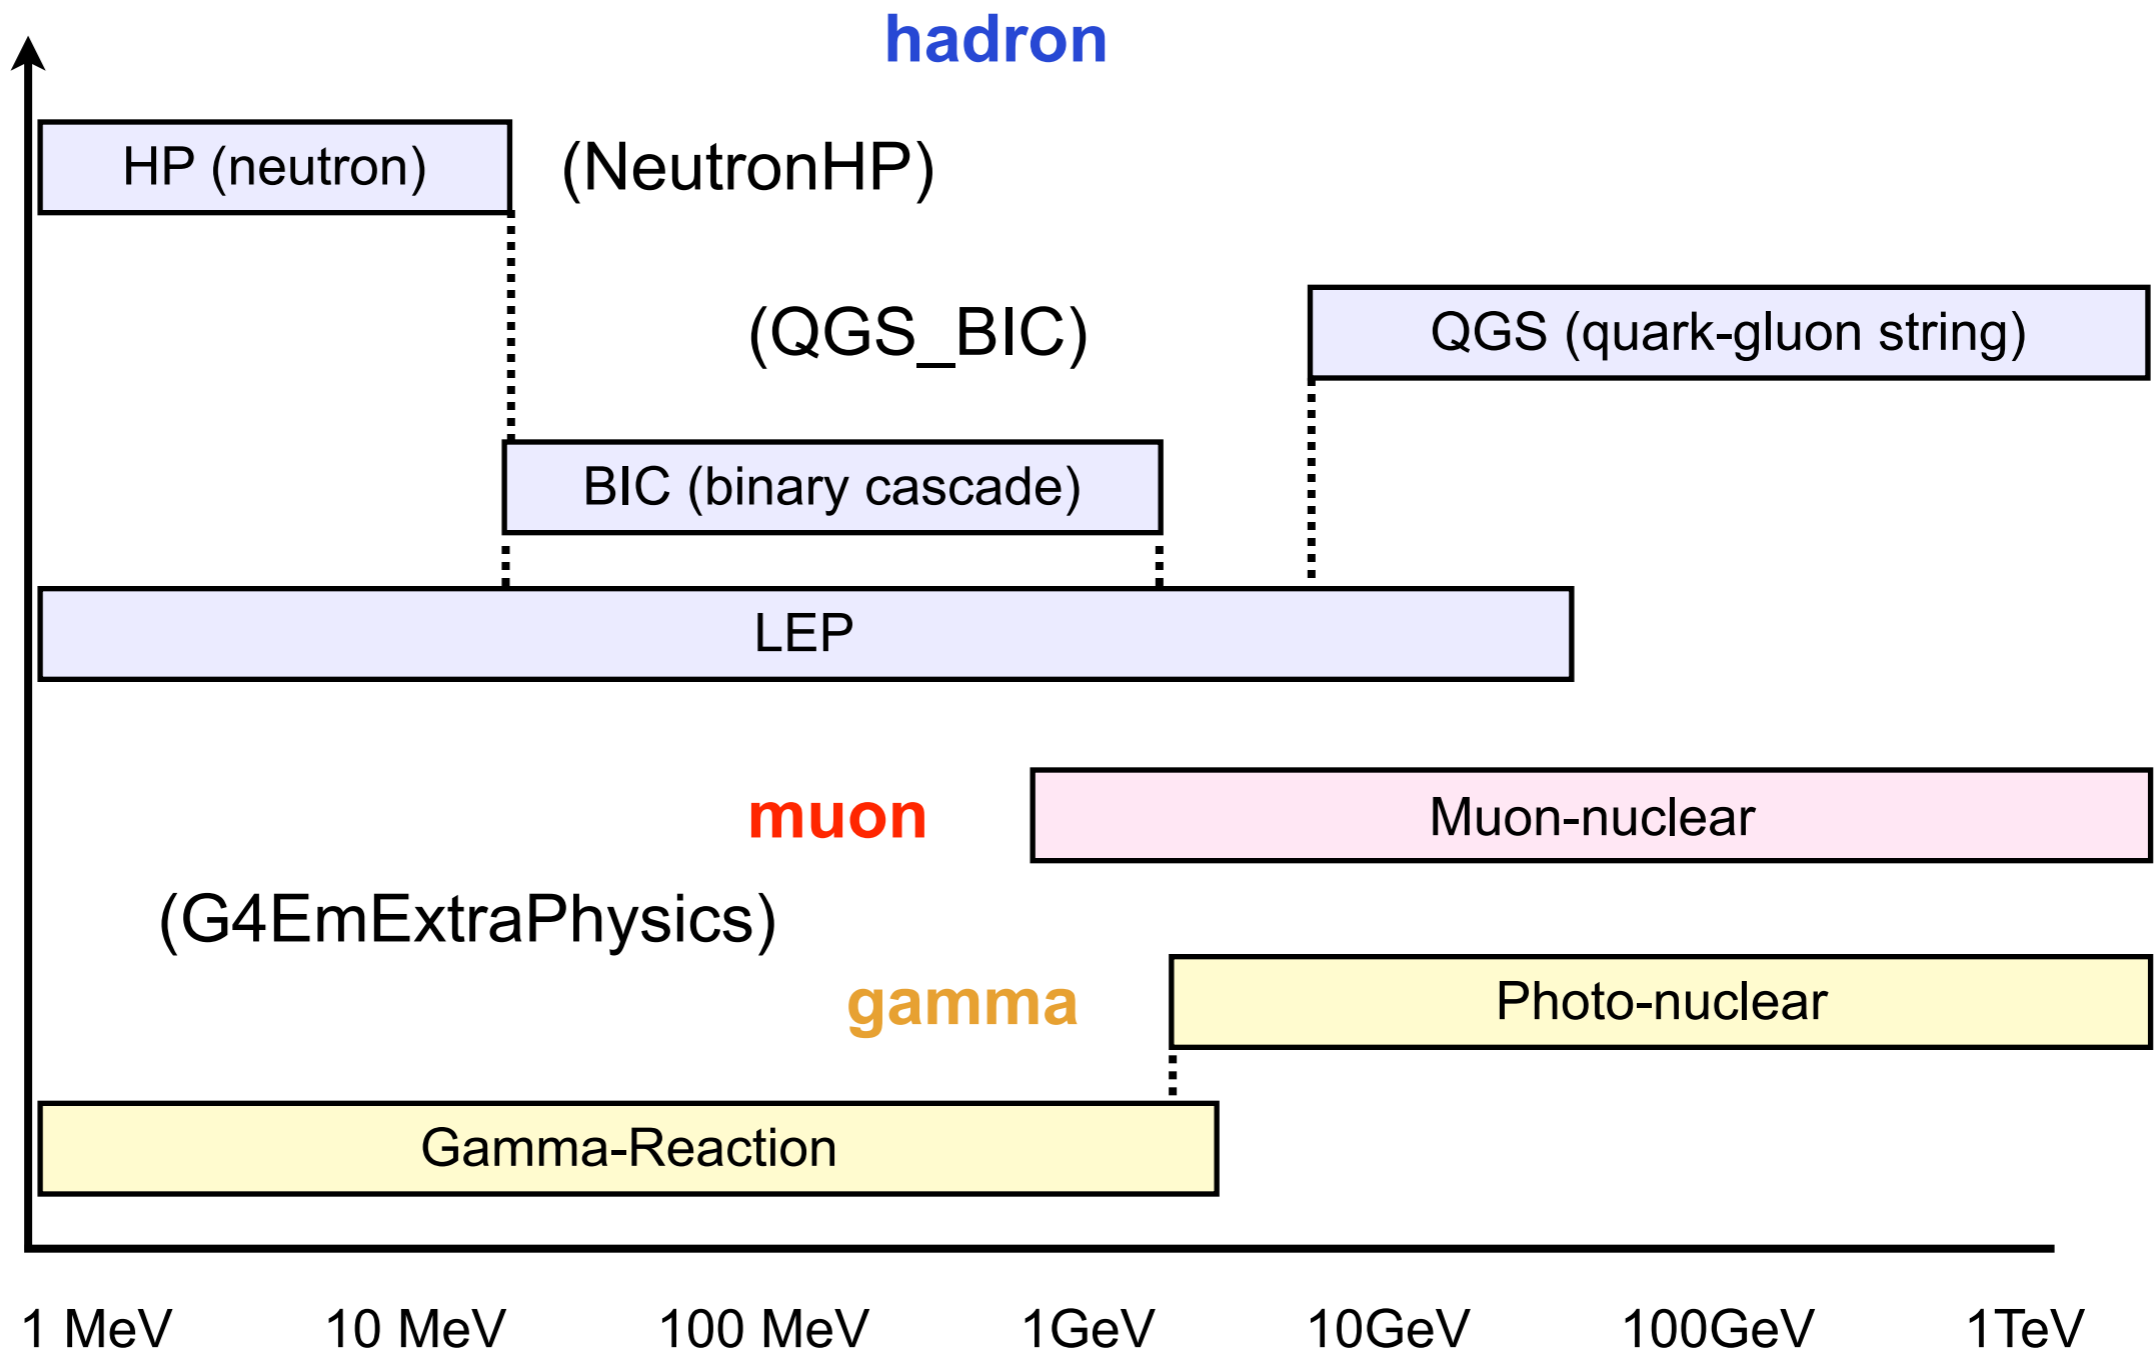 hadron
HP (neutron)
(NeutronHP)
(QGS_BIC)
QGS (quark-gluon string)
BIC (binary cascade)
LEP
muon
Muon-nuclear
(G4EmExtraPhysics)
gamma
Photo-nuclear
Gamma-Reaction
1 MeV 10 MeV 100 MeV 1GeV 10GeV 100GeV 1TeV